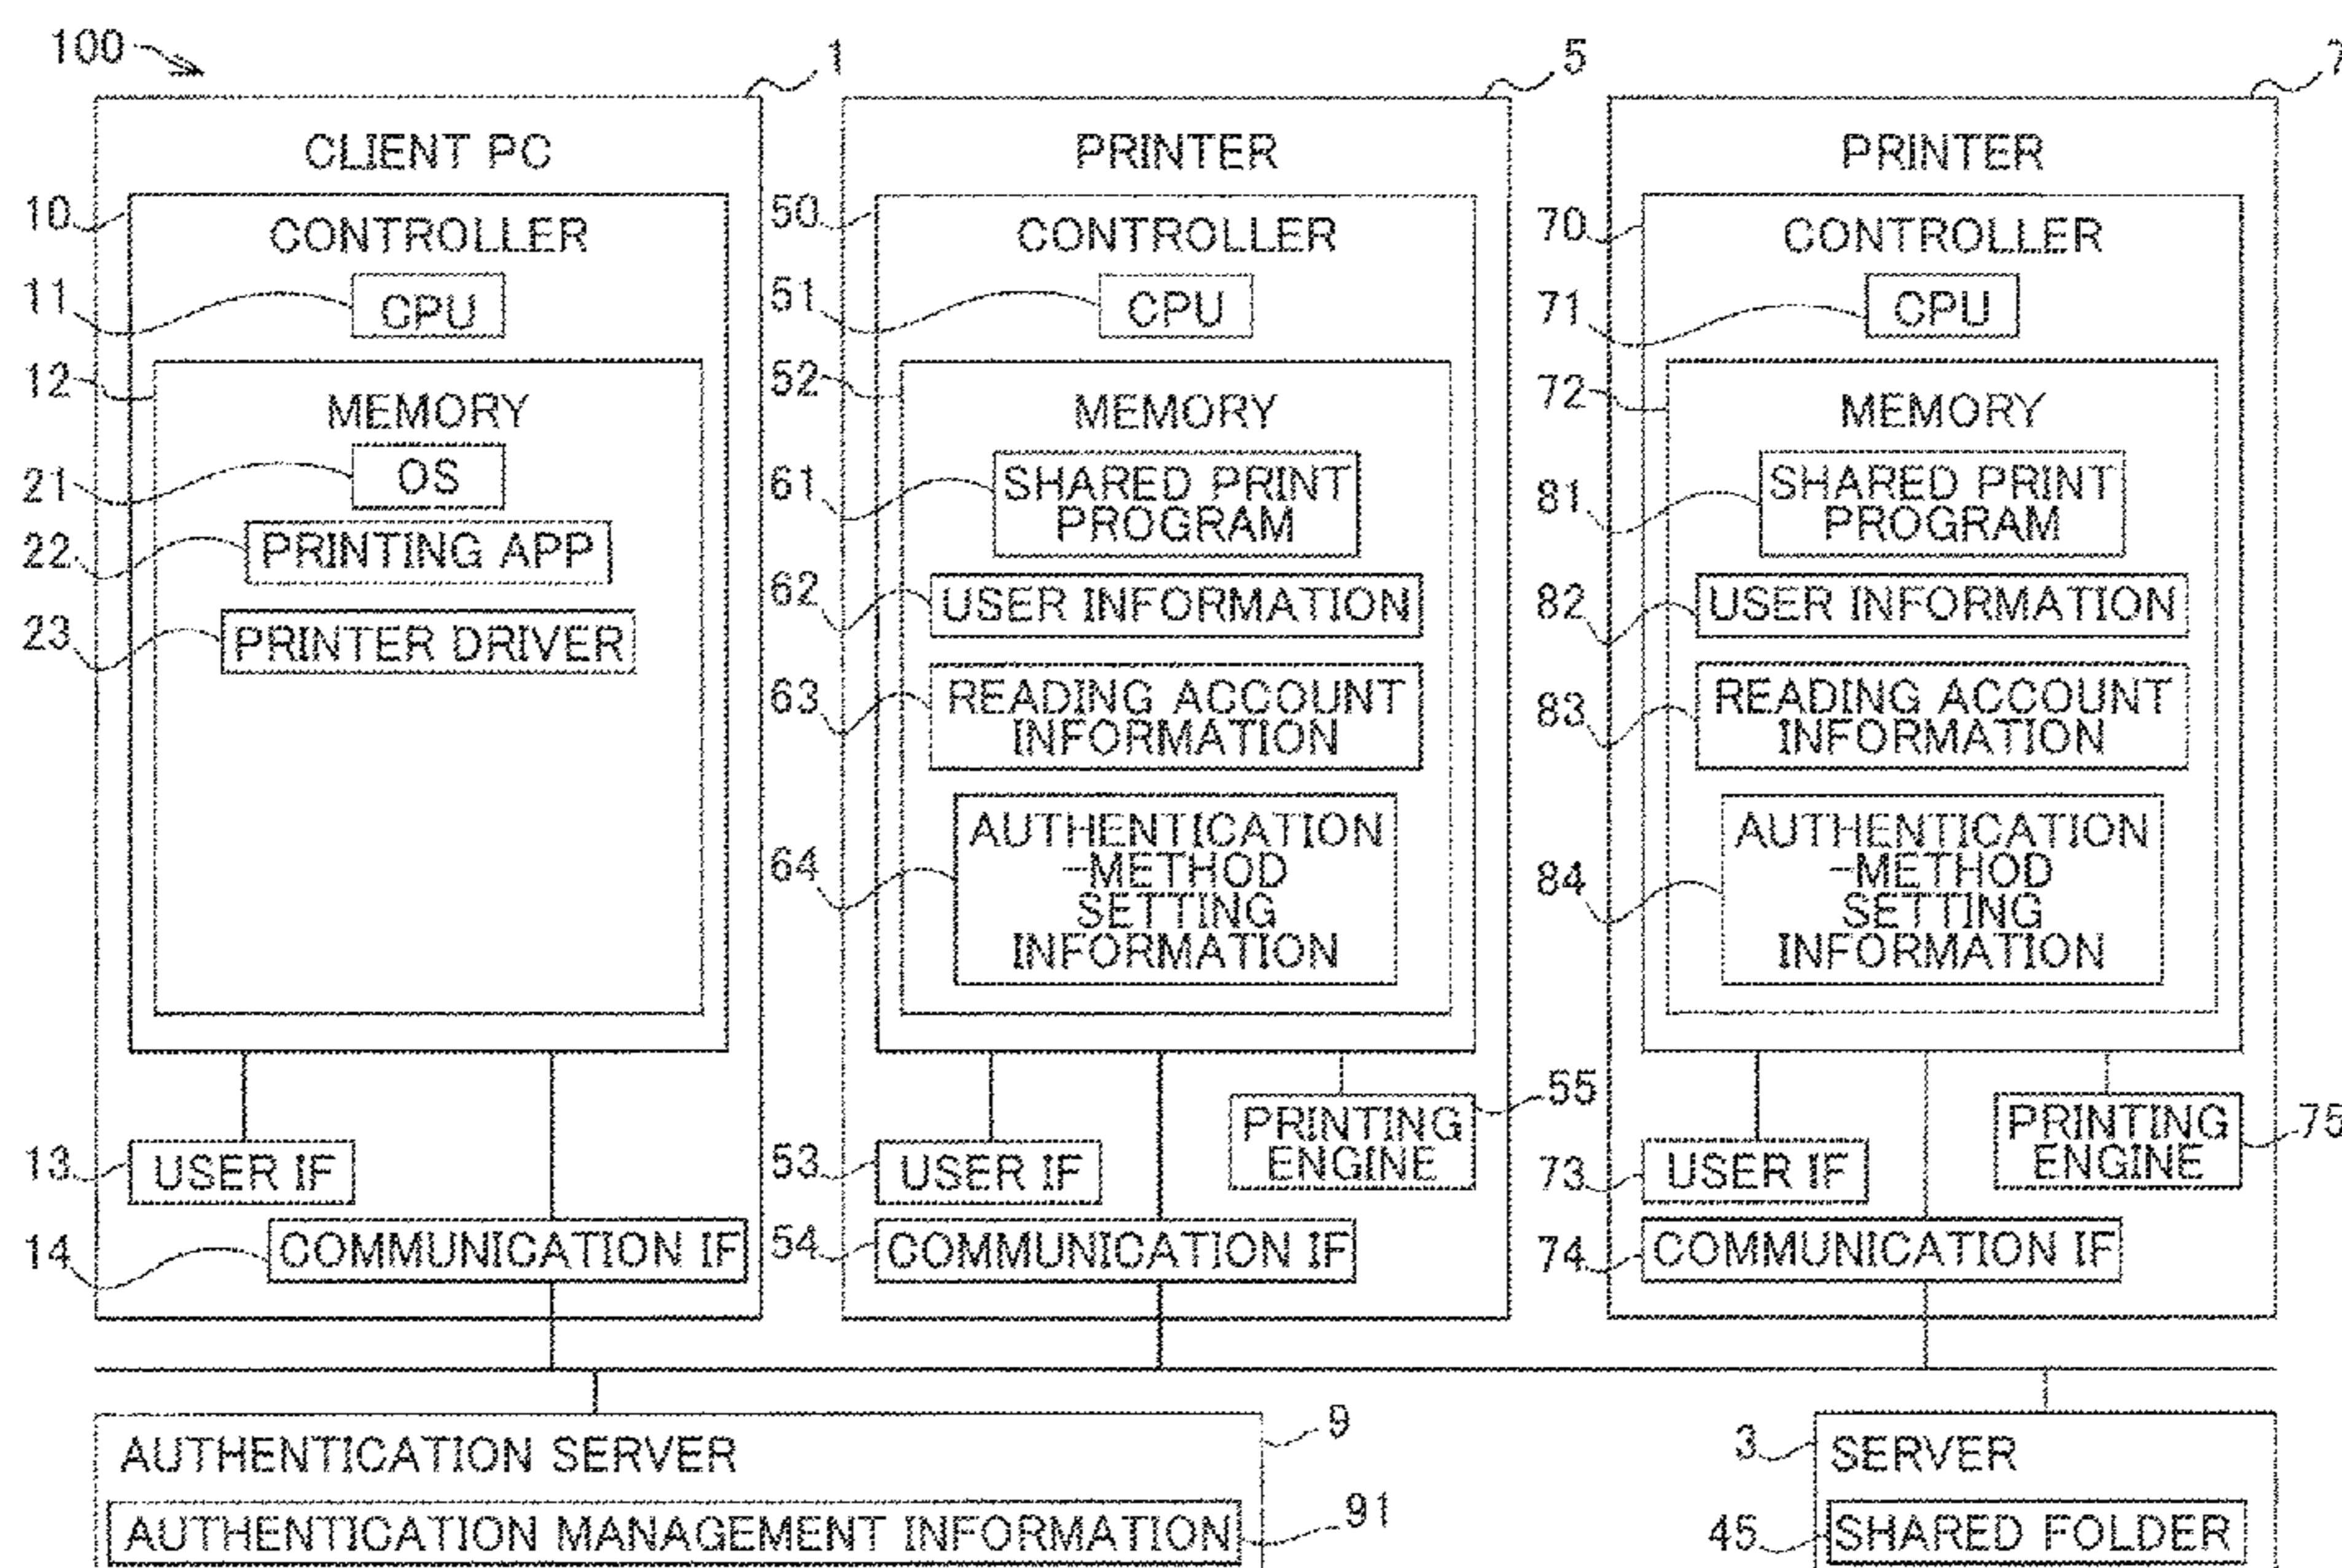 100
1
5
7
CLIENT PC
10
CONTROLLER
11
CPU
12
MEMORY
21
OS
22
PRINTING APP
23
PRINTER DRIVER
13
USER IF
14
COMMUNICATION IF
PRINTER
50
CONTROLLER
51
CPU
52
MEMORY
61
SHARED PRINT
PROGRAM
62
USER INFORMATION
63
READING ACCOUNT
INFORMATION
64
AUTHENTICATION
-METHOD
SETTING
INFORMATION
55
PRINTING
ENGINE
53
USER IF
54
COMMUNICATION IF
PRINTER
70
CONTROLLER
71
CPU
72
MEMORY
81
SHARED PRINT
PROGRAM
82
USER INFORMATION
83
READING ACCOUNT
INFORMATION
84
AUTHENTICATION
-METHOD
SETTING
INFORMATION
PRINTING
ENGINE
75
73
USER IF
74
COMMUNICATION IF
9
AUTHENTICATION SERVER
AUTHENTICATION MANAGEMENT INFORMATION
91
3
SERVER
45
SHARED FOLDER